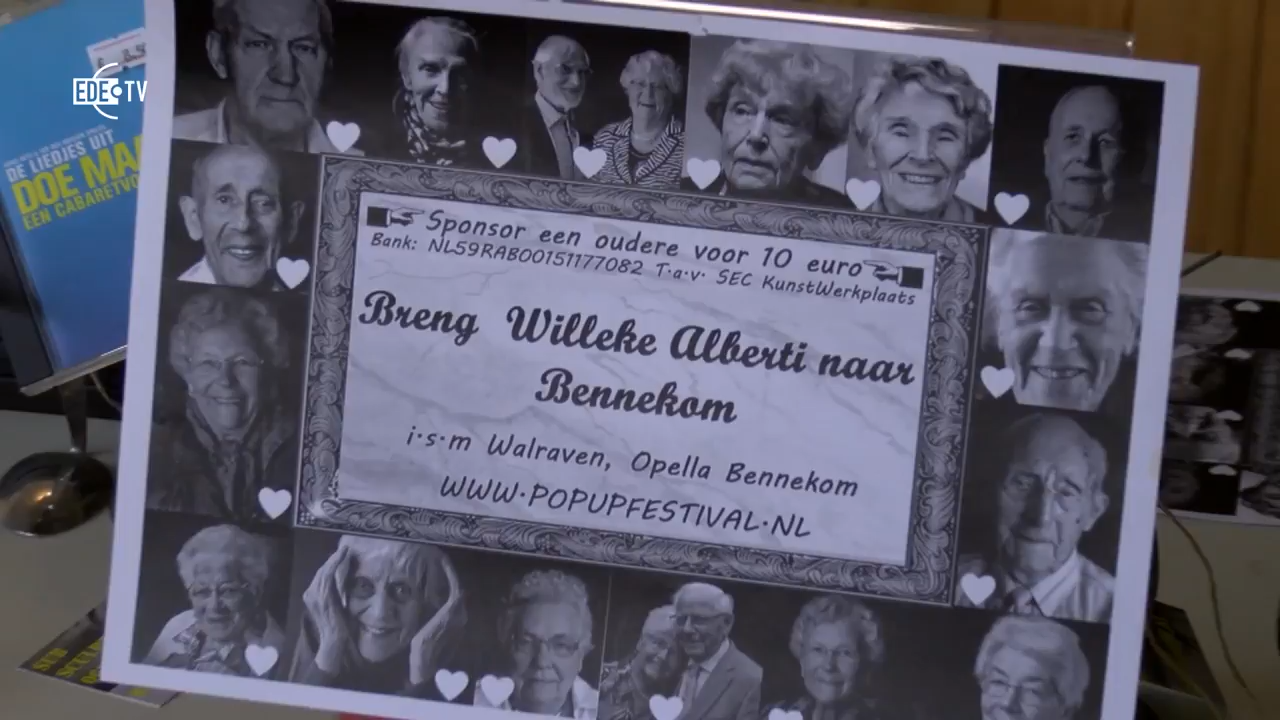 EDE TV
DE LIEDJES UIT
DOE MAA
EEN CABARETVO
Sponsor een oudere voor 10 euro
Bank: NL59RABO0151177082 T.a.v. SEC KunstWerkplaats
Breng Willeke Alberti naar
Bennekom
i.s.m Walraven, Opella Bennekom
WWW.POPUPFESTIVAL.NL